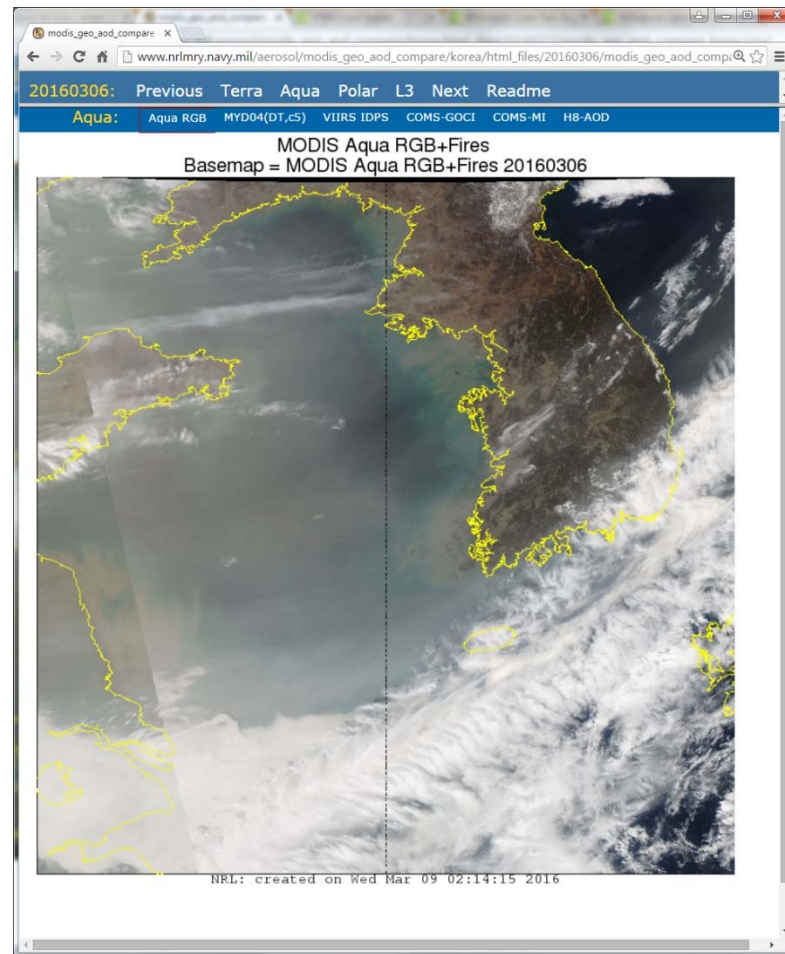 modis_geo_aod_compare
www.nrlmry.navy.mil/aerosol/modis_geo_aod_compare/korea/html_files/20160306/modis_geo_aod_compa
20160306: Previous Terra Aqua Polar L3 Next Readme
Aqua: Aqua RGB MYD04(DT,c5) VIIRS IDPS COMS-GOCI COMS-MI H8-AOD
MODIS Aqua RGB+Fires
Basemap = MODIS Aqua RGB+Fires 20160306
NRL: created on Wed Mar 09 02:14:15 2016